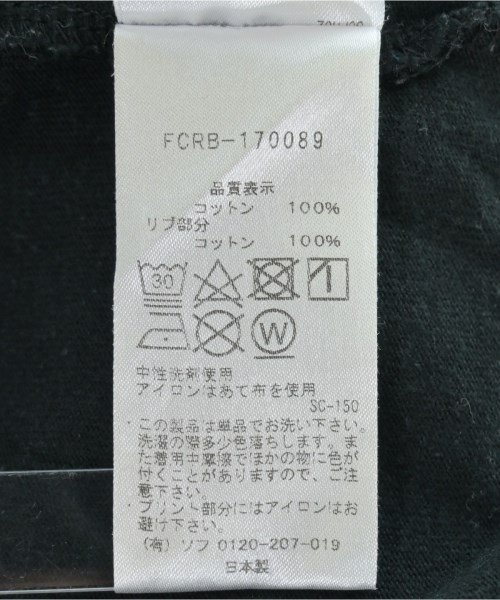 FCRB-170089
品質表示
コットン 100%
リブ部分
コットン 100%
30
W
中性洗剤使用
アイロンはあて布を使用
SC-150
・この製品は単品でお洗い下さい。
洗濯の際多少色落ちします。ま
た着用中摩擦でほかの物に色が
付くことがありますので、ご注
意下さい。
・プリント部分にはアイロンはお
避け下さい。
(有)ソフ 0120-207-019
日本製